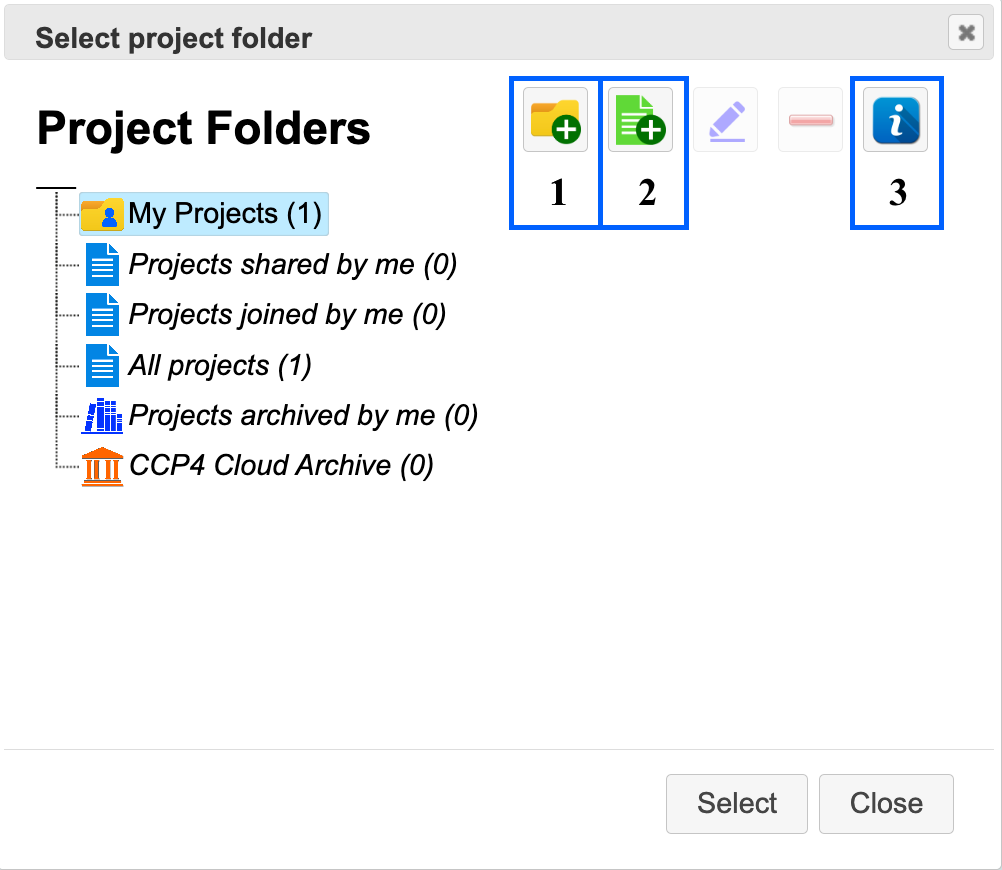 Select project folder
Project Folders
1 2 3
My Projects (1)
Projects shared by me (0)
Projects joined by me (0)
All projects (1)
Projects archived by me (0)
CCP4 Cloud Archive (0)
Select Close